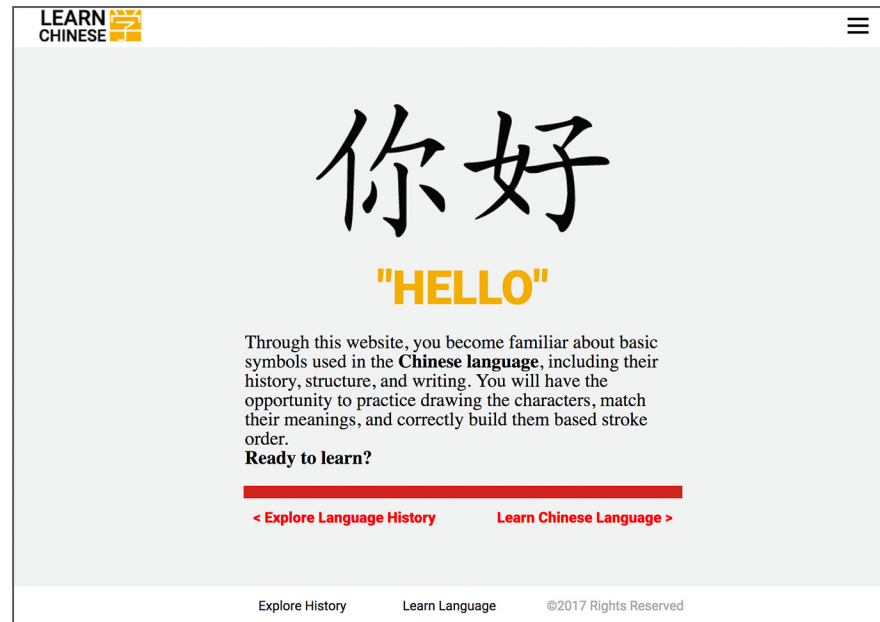 LEARN 学
CHINESE
你好
"HELLO"
Through this website, you become familiar about basic
symbols used in the Chinese language, including their
history, structure, and writing. You will have the
opportunity to practice drawing the characters, match
their meanings, and correctly build them based stroke
order.
Ready to learn?
< Explore Language History    Learn Chinese Language >
Explore History    Learn Language    ©2017 Rights Reserved